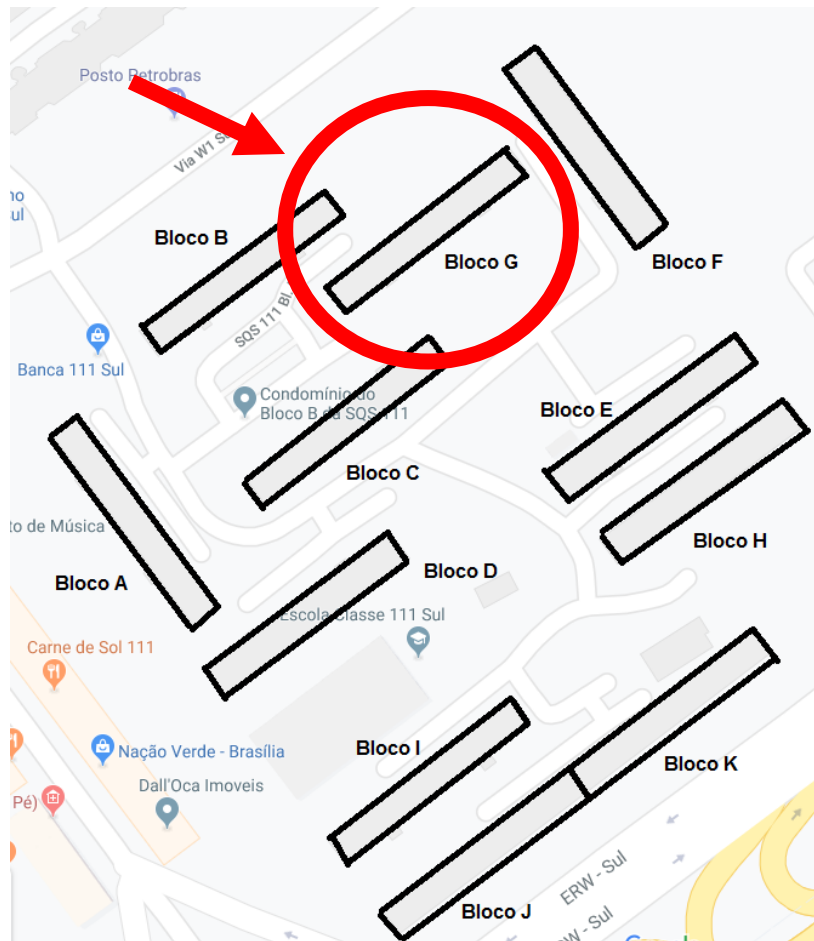 Posto Petrobras
Via W1 S
no
ul
Bloco B
Bloco G
Bloco F
SQS 111 Bl.
Banca 111 Sul
Condomínio do
Bloco B da SQS 111
Bloco E
Bloco C
to de Música
Bloco H
Bloco D
Bloco A
Escola Classe 111 Sul
Carne de Sol 111
Bloco I
Nação Verde - Brasília
Bloco K
Dall'Oca Imoveis
Pé)
ERW - Sul
Bloco J
W - Sul